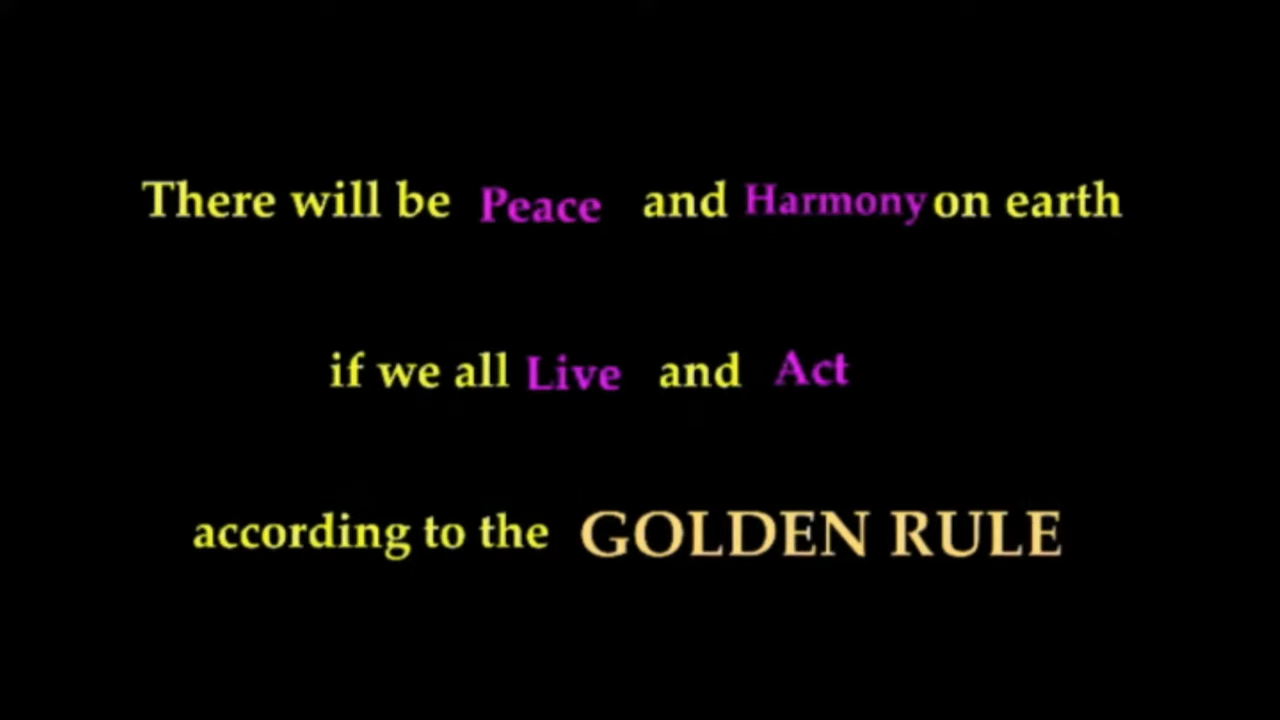 There will be Peace and Harmony on earth
if we all Live and Act
according to the GOLDEN RULE